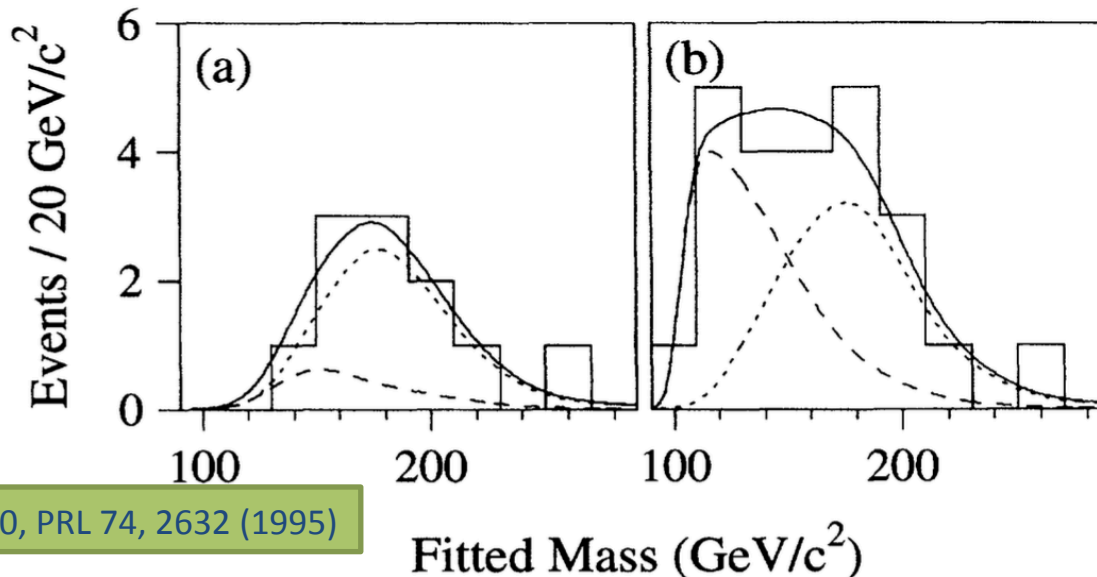 Events / 20 GeV/c²
6
4
2
0
(a)
(b)
100
200
100
200
0, PRL 74, 2632 (1995)
Fitted Mass (GeV/c²)